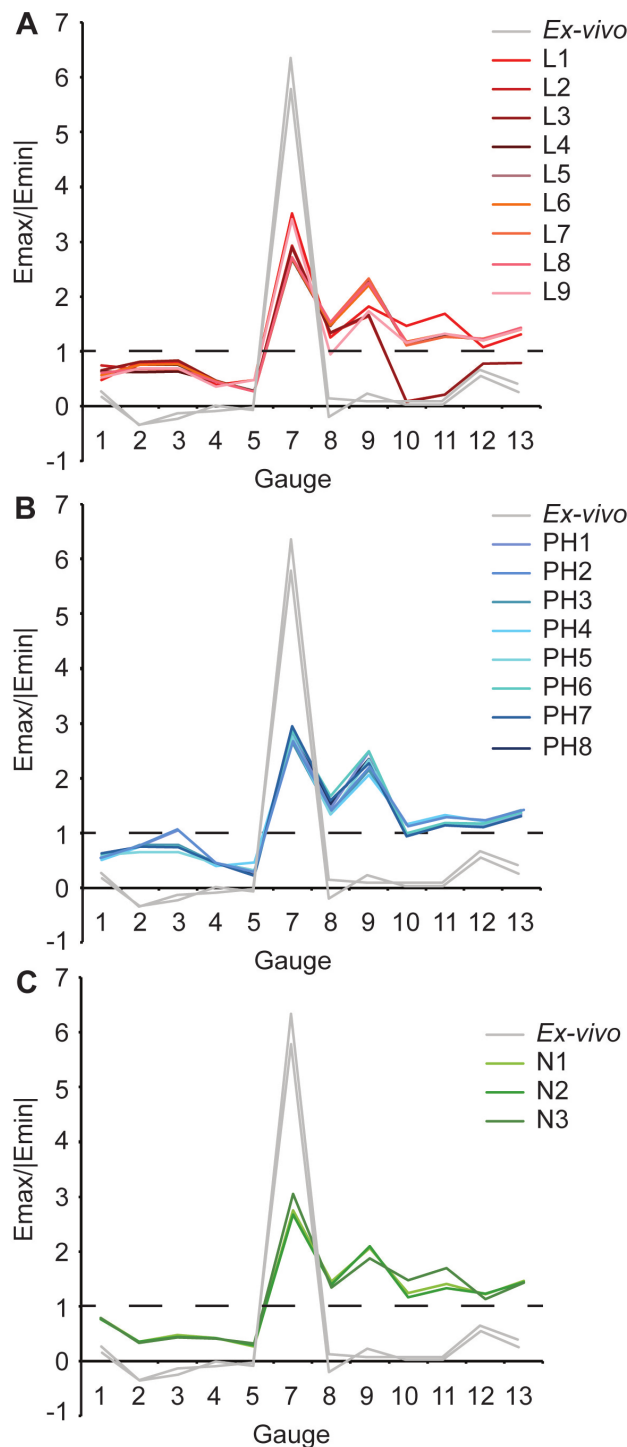 A
7
6
5
4
3
2
1
0
-1
Emax/|Emin|
1 2 3 4 5 7 8 9 10 11 12 13
Gauge
Ex-vivo
L1
L2
L3
L4
L5
L6
L7
L8
L9
B
7
6
5
4
3
2
1
0
-1
Emax/|Emin|
1 2 3 4 5 7 8 9 10 11 12 13
Gauge
Ex-vivo
PH1
PH2
PH3
PH4
PH5
PH6
PH7
PH8
C
7
6
5
4
3
2
1
0
-1
Emax/|Emin|
1 2 3 4 5 7 8 9 10 11 12 13
Gauge
Ex-vivo
N1
N2
N3